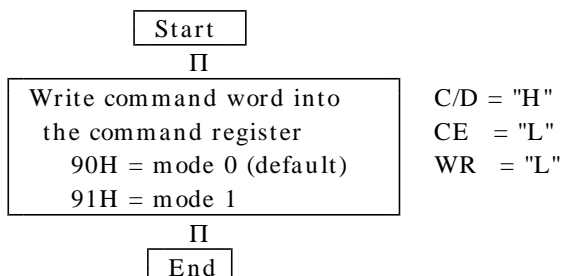 Start
Π
Write command word into C/D = "H"
the command register CE = "L"
90H = mode 0 (default) WR = "L"
91H = mode 1
Π
End